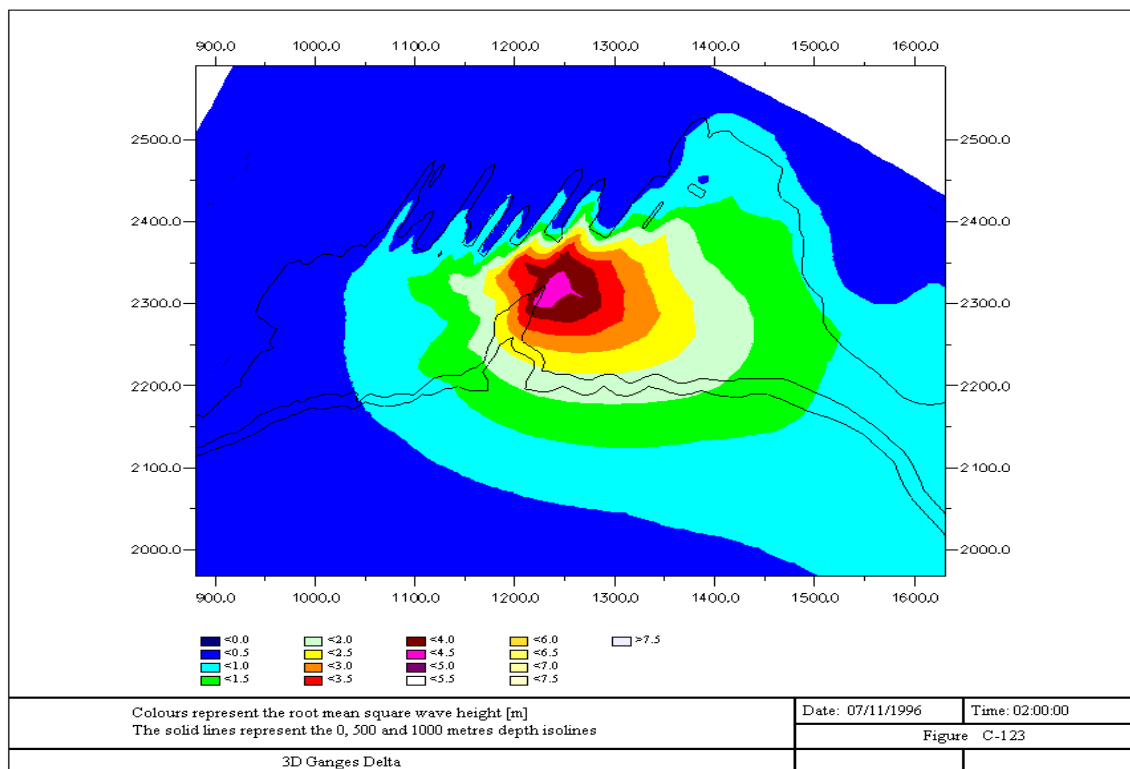 900.0 1000.0 1100.0 1200.0 1300.0 1400.0 1500.0 1600.0
2500.0 2500.0
2400.0 2400.0
2300.0 2300.0
2200.0 2200.0
2100.0 2100.0
2000.0 2000.0
900.0 1000.0 1100.0 1200.0 1300.0 1400.0 1500.0 1600.0
<0.0 <2.0 <4.0 <6.0 >7.5
<0.5 <2.5 <4.5 <6.5
<1.0 <3.0 <5.0 <7.0
<1.5 <3.5 <5.5 <7.5
Colours represent the root mean square wave height [m] Date: 07/11/1996 Time: 02:00:00
The solid lines represent the 0, 500 and 1000 metres depth isolines
Figure C-123
3D Ganges Delta